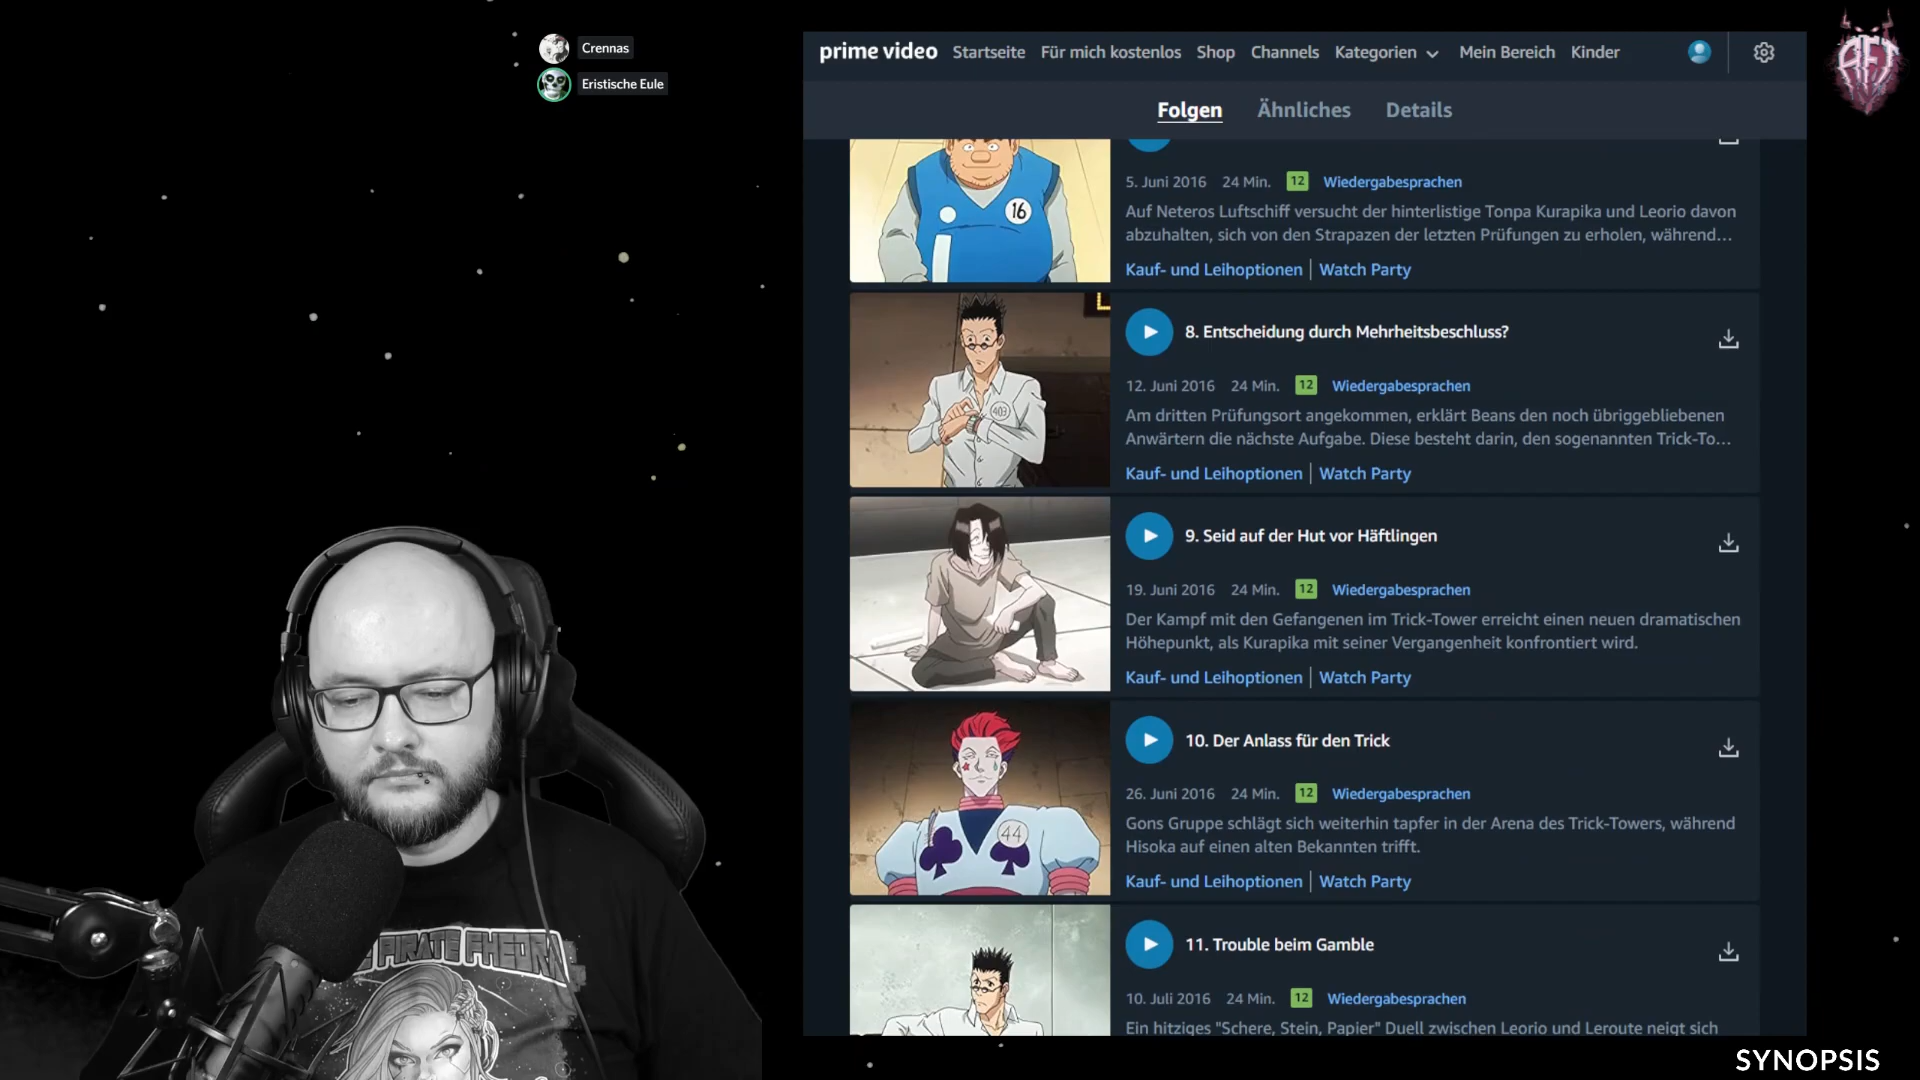 Crennas
Eristische Eule
prime video Startseite Für mich kostenlos Shop Channels Kategorien Mein Bereich Kinder
AFT
Folgen Ähnliches Details
16
5. Juni 2016 24 Min. 12 Wiedergabesprachen
Auf Neteros Luftschiff versucht der hinterlistige Tonpa Kurapika und Leorio davon
abzuhalten, sich von den Strapazen der letzten Prüfungen zu erholen, während…
Kauf- und Leihoptionen | Watch Party
8. Entscheidung durch Mehrheitsbeschluss?
403
12. Juni 2016 24 Min. 12 Wiedergabesprachen
Am dritten Prüfungsort angekommen, erklärt Beans den noch übriggebliebenen
Anwärtern die nächste Aufgabe. Diese besteht darin, den sogenannten Trick-To…
Kauf- und Leihoptionen | Watch Party
9. Seid auf der Hut vor Häftlingen
19. Juni 2016 24 Min. 12 Wiedergabesprachen
Der Kampf mit den Gefangenen im Trick-Tower erreicht einen neuen dramatischen
Höhepunkt, als Kurapika mit seiner Vergangenheit konfrontiert wird.
Kauf- und Leihoptionen | Watch Party
10. Der Anlass für den Trick
44
26. Juni 2016 24 Min. 12 Wiedergabesprachen
Gons Gruppe schlägt sich weiterhin tapfer in der Arena des Trick-Towers, während
Hisoka auf einen alten Bekannten trifft.
Kauf- und Leihoptionen | Watch Party
11. Trouble beim Gamble
10. Juli 2016 24 Min. 12 Wiedergabesprachen
Ein hitziges "Schere, Stein, Papier" Duell zwischen Leorio und Leroute neigt sich
PIRATE FHEDRA
SYNOPSIS